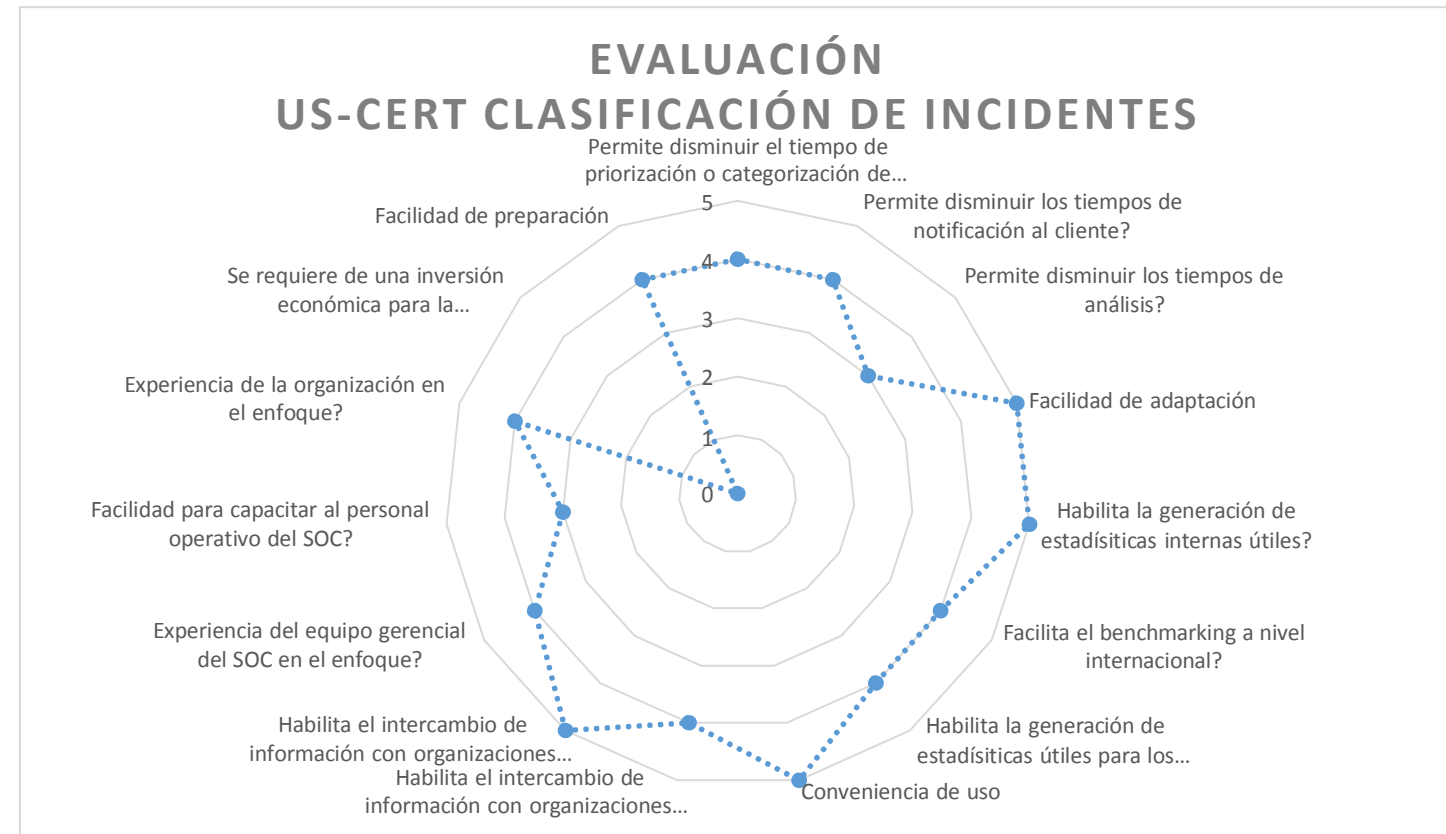 EVALUACIÓN
US-CERT CLASIFICACIÓN DE INCIDENTES
Permite disminuir el tiempo de
priorización o categorización de...
Permite disminuir los tiempos de
notificación al cliente?
Permite disminuir los tiempos de
análisis?
Facilidad de adaptación
Habilita la generación de
estadísiticas internas útiles?
Facilita el benchmarking a nivel
internacional?
Habilita la generación de
estadísiticas útiles para los...
Conveniencia de uso
Habilita el intercambio de
información con organizaciones...
Habilita el intercambio de
información con organizaciones...
Experiencia del equipo gerencial
del SOC en el enfoque?
Facilidad para capacitar al personal
operativo del SOC?
Experiencia de la organización en
el enfoque?
Se requiere de una inversión
económica para la...
Facilidad de preparación
5
4
3
2
1
0